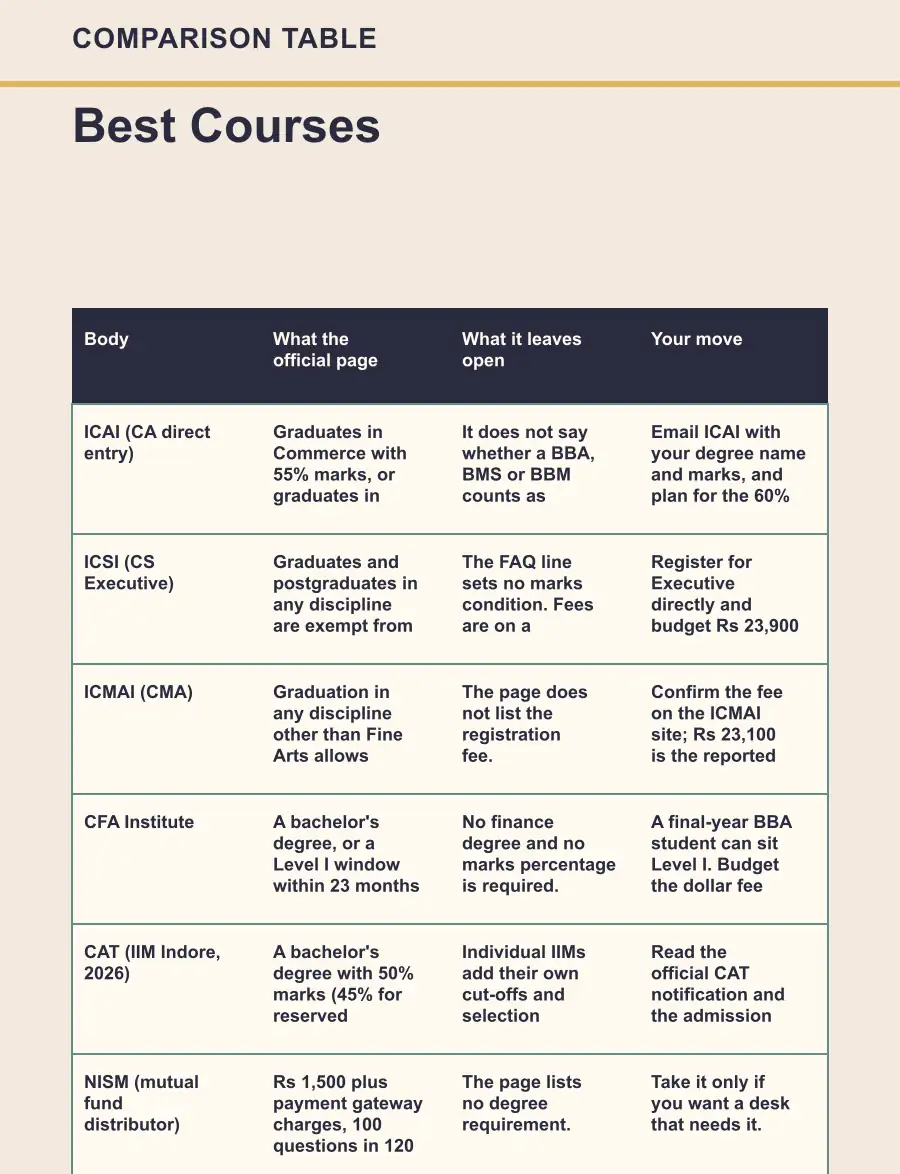 COMPARISON TABLE
Best Courses
Body
What the
official page
What it leaves
open
Your move
ICAI (CA direct
entry)
Graduates in
Commerce with
55% marks, or
graduates in
It does not say
whether a BBA,
BMS or BBM
counts as
Email ICAI with
your degree name
and marks, and
plan for the 60%
ICSI (CS
Executive)
Graduates and
postgraduates in
any discipline
are exempt from
The FAQ line
sets no marks
condition. Fees
are on a
Register for
Executive
directly and
budget Rs 23,900
ICMAI (CMA)
Graduation in
any discipline
other than Fine
Arts allows
The page does
not list the
registration
fee.
Confirm the fee
on the ICMAI
site; Rs 23,100
is the reported
CFA Institute
A bachelor's
degree, or a
Level I window
within 23 months
No finance
degree and no
marks percentage
is required.
A final-year BBA
student can sit
Level I. Budget
the dollar fee
CAT (IIM Indore,
2026)
A bachelor's
degree with 50%
marks (45% for
reserved
Individual IIMs
add their own
cut-offs and
selection
Read the
official CAT
notification and
the admission
NISM (mutual
fund
distributor)
Rs 1,500 plus
payment gateway
charges, 100
questions in 120
The page lists
no degree
requirement.
Take it only if
you want a desk
that needs it.